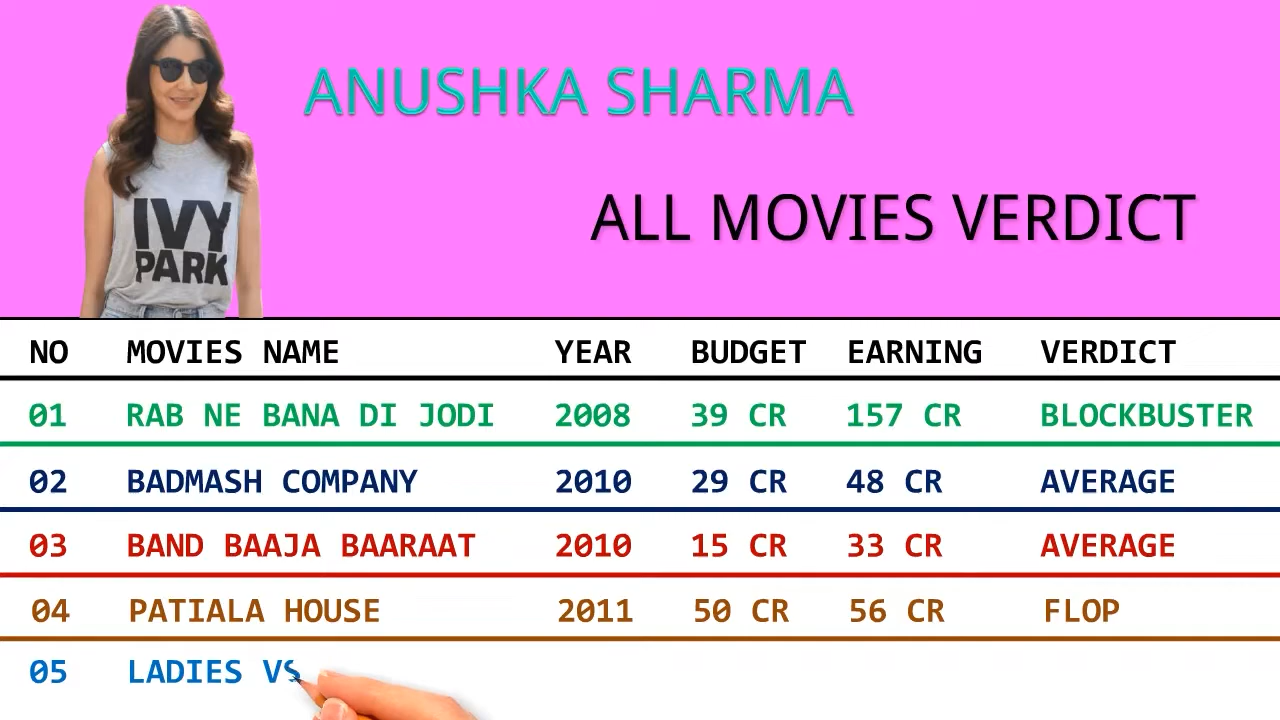 ANUSHKA SHARMA
ALL MOVIES VERDICT
IVY
PARK
NO MOVIES NAME YEAR BUDGET EARNING VERDICT
01 RAB NE BANA DI JODI 2008 39 CR 157 CR BLOCKBUSTER
02 BADMASH COMPANY 2010 29 CR 48 CR AVERAGE
03 BAND BAAJA BAARAAT 2010 15 CR 33 CR AVERAGE
04 PATIALA HOUSE 2011 50 CR 56 CR FLOP
05 LADIES VS